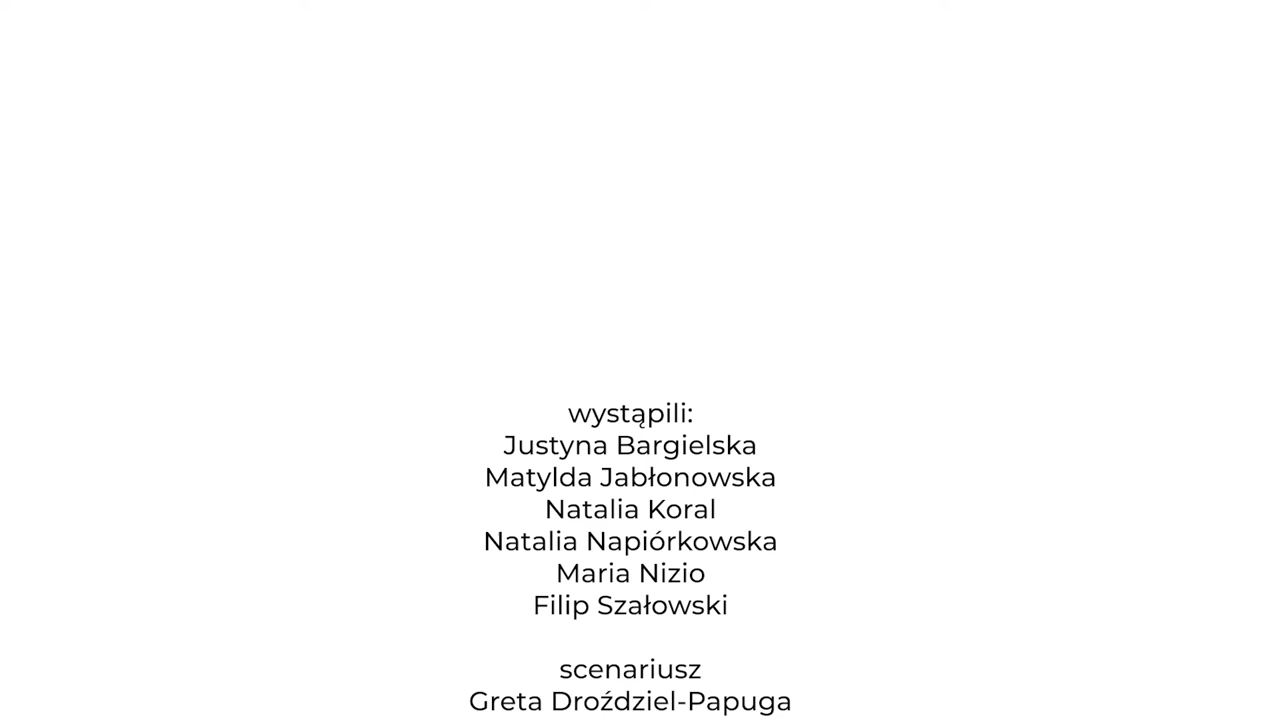 wystąpili:
Justyna Bargielska
Matylda Jabłonowska
Natalia Koral
Natalia Napiórkowska
Maria Nizio
Filip Szałowski
scenariusz
Greta Droździel-Papuga